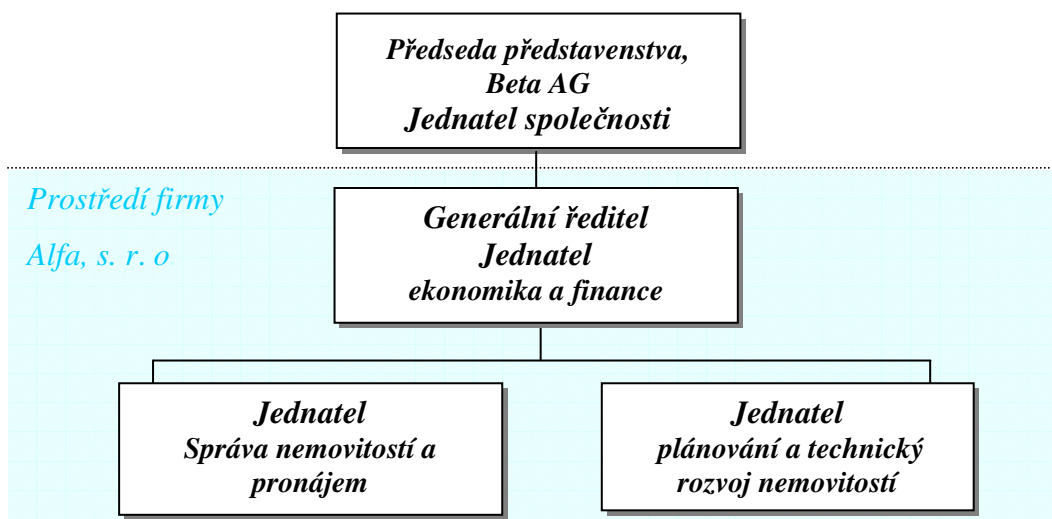 Předseda představenstva,
Beta AG
Jednatel společnosti
Prostředí firmy
Alfa, s. r. o
Generální ředitel
Jednatel
ekonomika a finance
Jednatel
Správa nemovitostí a
pronájem
Jednatel
plánování a technický
rozvoj nemovitostí